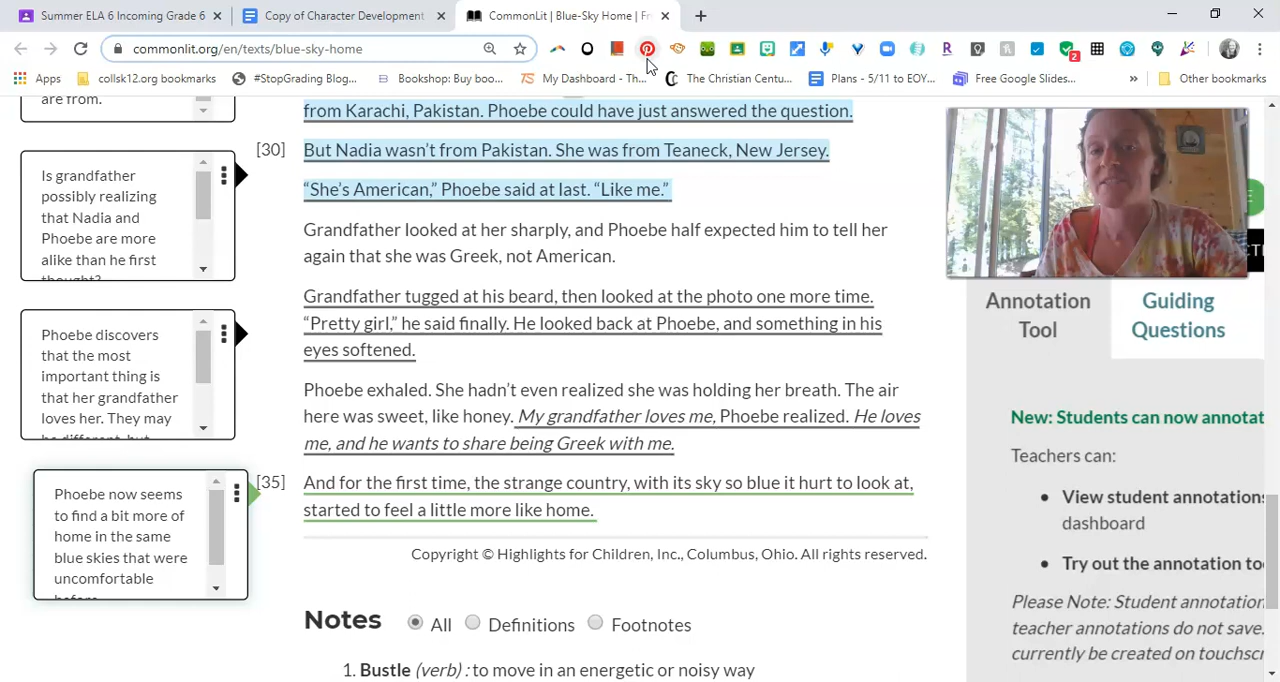 Summer ELA 6 Incoming Grade 6
Copy of Character Development
CommonLit | Blue-Sky Home | Fr
commonlit.org/en/texts/blue-sky-home
2
Apps
collsk12.org bookmarks
#StopGrading Blog...
Bookshop: Buy boo...
TS My Dashboard - Th...
The Christian Centu...
Plans - 5/11 to EOY...
Free Google Slides...
Other bookmarks
are from.
from Karachi, Pakistan. Phoebe could have just answered the question.
[30] But Nadia wasn't from Pakistan. She was from Teaneck, New Jersey.
“She's American,” Phoebe said at last. “Like me.”
Grandfather looked at her sharply, and Phoebe half expected him to tell her
again that she was Greek, not American.
Grandfather tugged at his beard, then looked at the photo one more time.
“Pretty girl,” he said finally. He looked back at Phoebe, and something in his
eyes softened.
Phoebe exhaled. She hadn't even realized she was holding her breath. The air
here was sweet, like honey. My grandfather loves me, Phoebe realized. He loves
me, and he wants to share being Greek with me.
[35] And for the first time, the strange country, with its sky so blue it hurt to look at,
started to feel a little more like home.
Copyright © Highlights for Children, Inc., Columbus, Ohio. All rights reserved.
Notes
All
Definitions
Footnotes
1. Bustle (verb) : to move in an energetic or noisy way
Is grandfather
possibly realizing
that Nadia and
Phoebe are more
alike than he first
thought?
Phoebe discovers
that the most
important thing is
that her grandfather
loves her. They may
be different, but
Phoebe now seems
to find a bit more of
home in the same
blue skies that were
uncomfortable
before.
Annotation
Tool
Guiding
Questions
New: Students can now annotat
Teachers can:
• View student annotations
dashboard
• Try out the annotation to
Please Note: Student annotation
teacher annotations do not save.
currently be created on touchscr